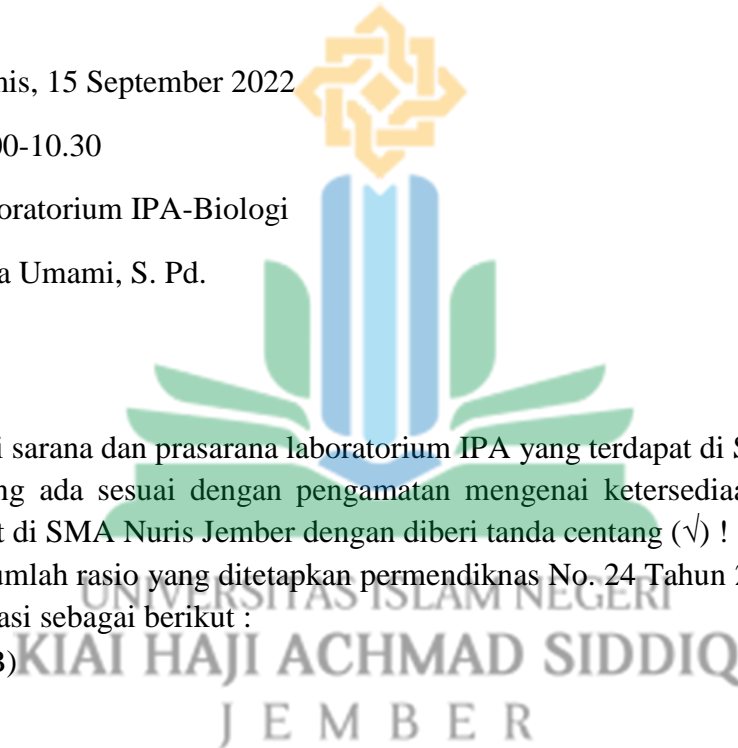 nis, 15 September 2022
00-10.30
oratorium IPA-Biologi
a Umami, S. Pd.
i sarana dan prasarana laboratorium IPA yang terdapat di S
ng ada sesuai dengan pengamatan mengenai ketersediaa
t di SMA Nuris Jember dengan diberi tanda centang (√) !
umlah rasio yang ditetapkan permendiknas No. 24 Tahun 2
UNIVERSITAS ISLAM NEGERI
asi sebagai berikut :
3)
KIAI HAJI ACHMAD SIDDIQ
JEMBER